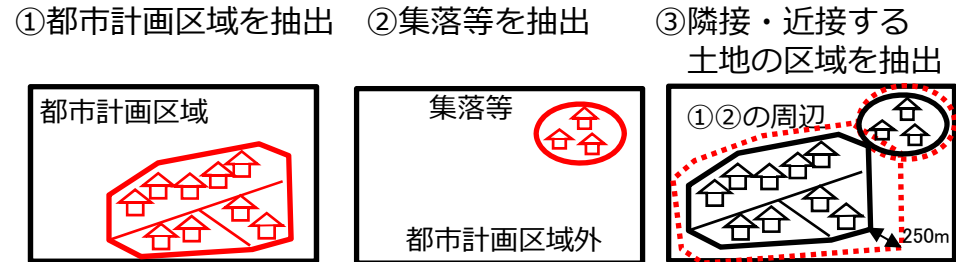 ①都市計画区域を抽出
②集落等を抽出
③隣接・近接する
土地の区域を抽出
都市計画区域
集落等
都市計画区域外
①②の周辺
250m